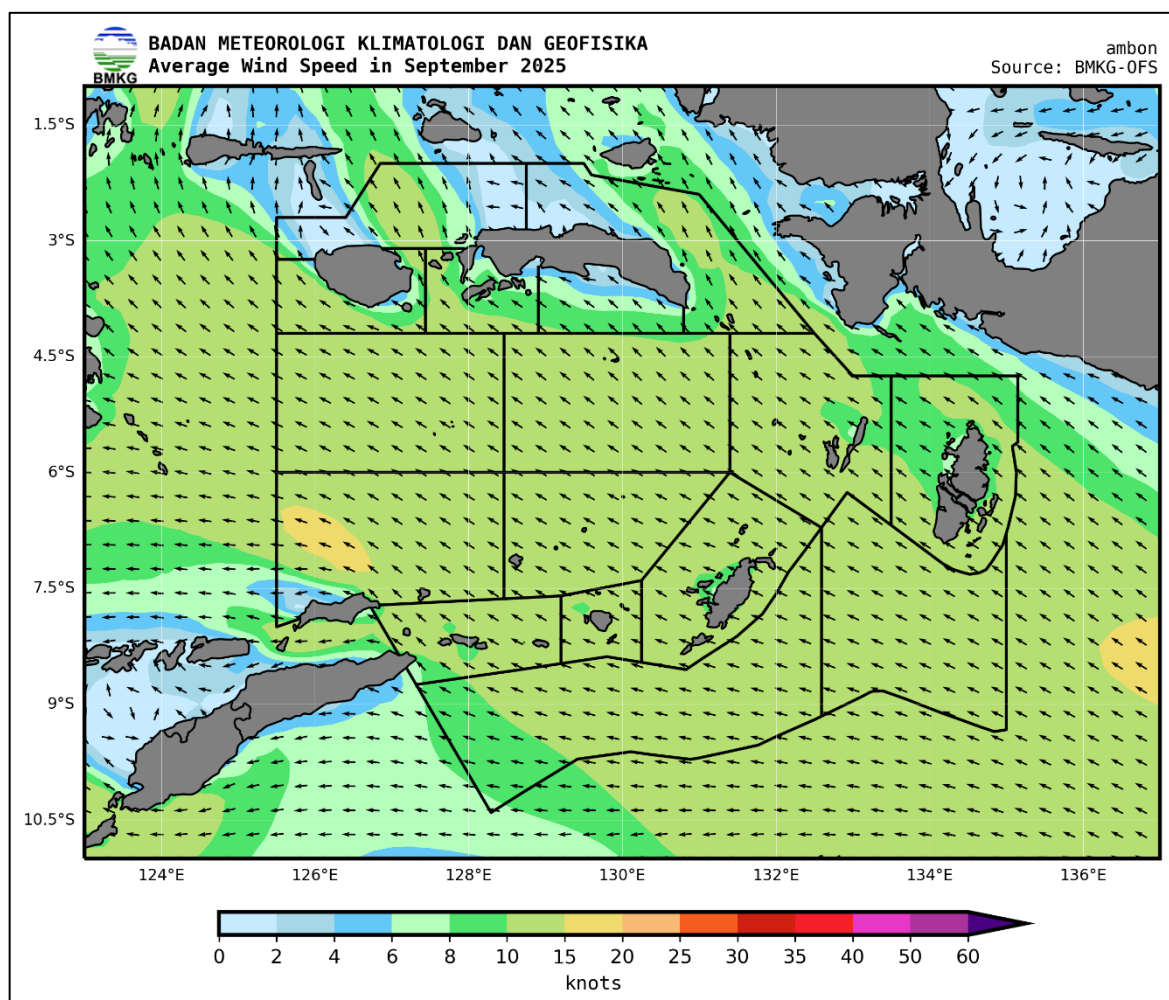 BMKG
BADAN METEOROLOGI KLIMATOLOGI DAN GEOFISIKA
Average Wind Speed in September 2025
ambon
Source: BMKG-OFS
1.5°S
3°S
4.5°S
6°S
7.5°S
9°S
10.5°S
124°E 126°E 128°E 130°E 132°E 134°E 136°E
0 2 4 6 8 10 15 20 25 30 35 40 50 60
knots